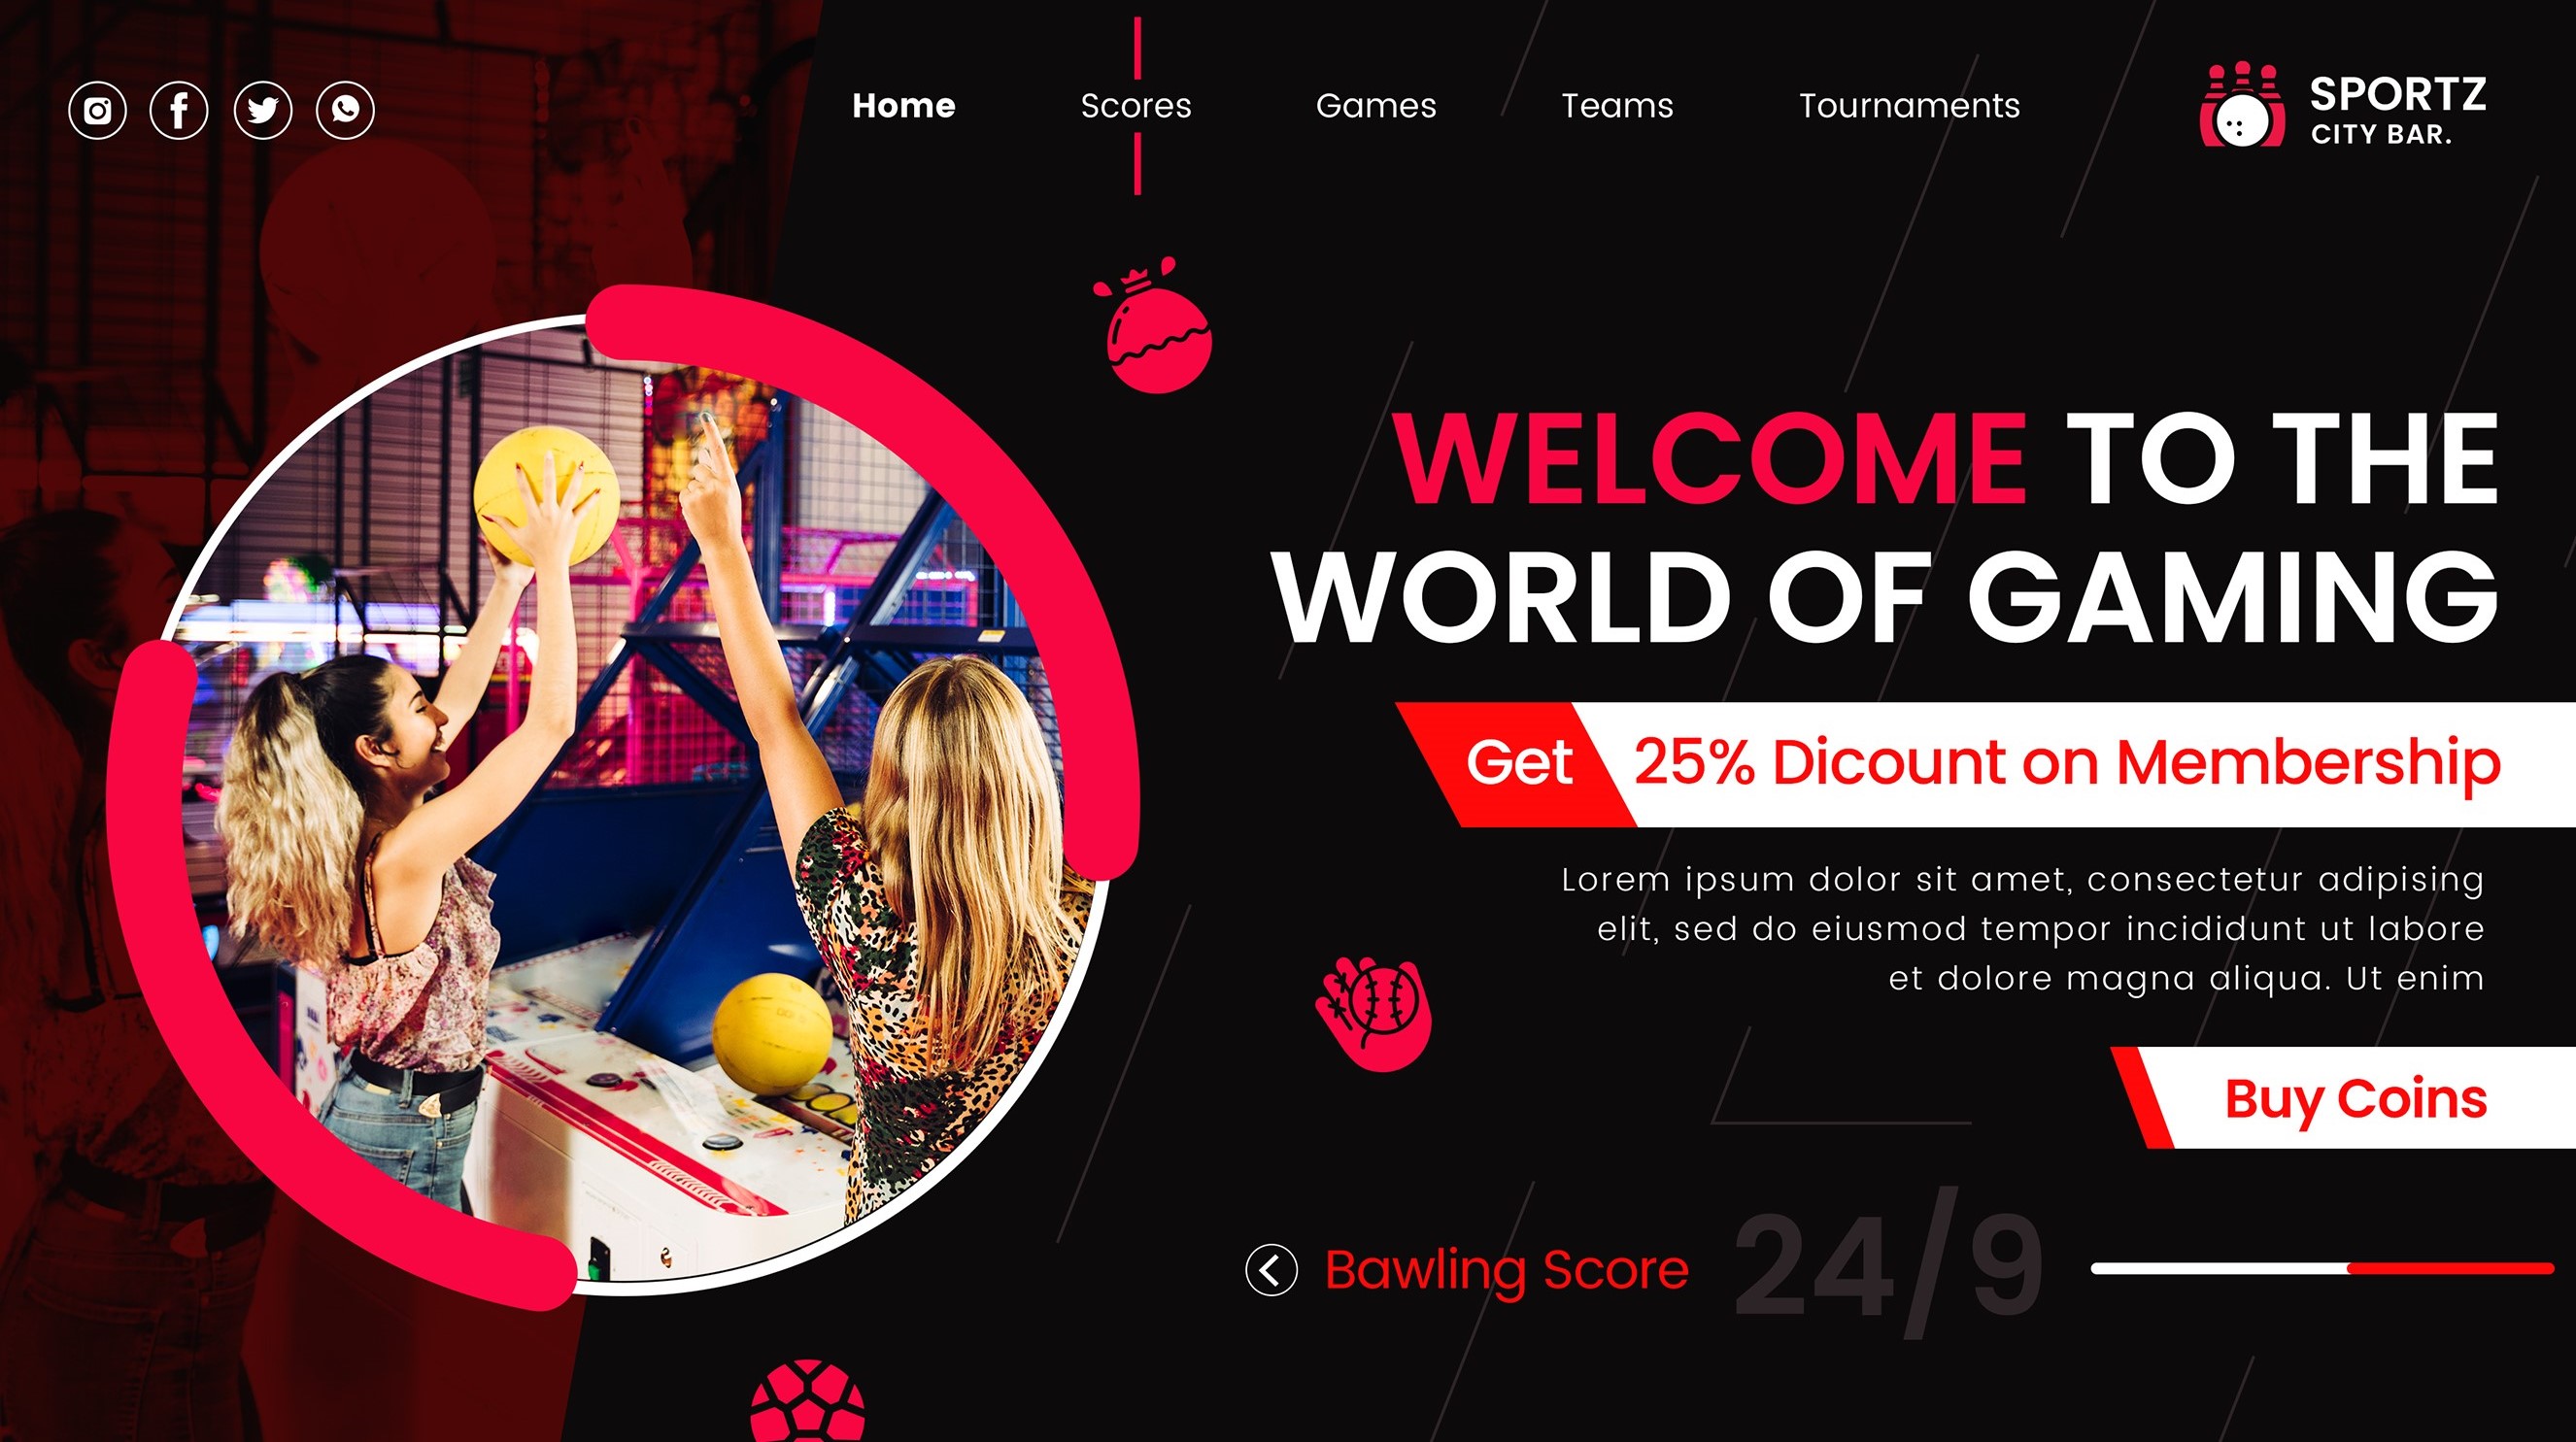 Home Scores Games Teams Tournaments
SPORTZ
CITY BAR.
WELCOME TO THE
WORLD OF GAMING
Get 25% Dicount on Membership
Lorem ipsum dolor sit amet, consectetur adipising
elit, sed do eiusmod tempor incididunt ut labore
et dolore magna aliqua. Ut enim
Buy Coins
Bawling Score 24/9